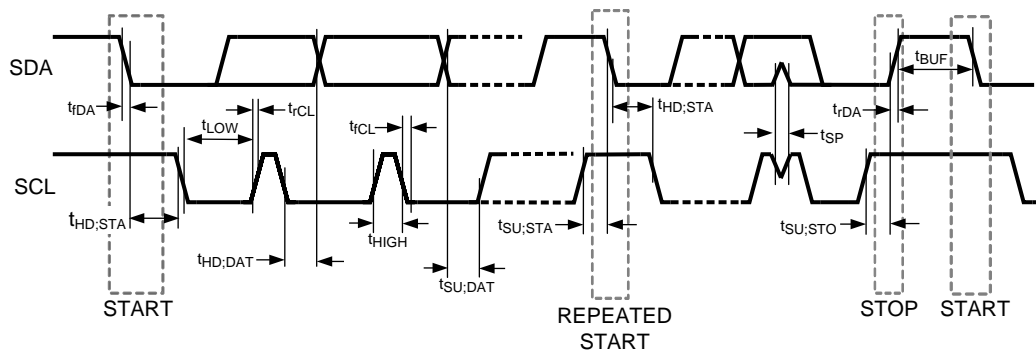 SDA
tBUF
tfDA
tLOW
trCL
tfCL
tHD;STA
tSP
trDA
SCL
tHD;STA
tHD;DAT
tHIGH
tSU;DAT
tSU;STA
tSU;STO
START
REPEATED
START
STOP
START